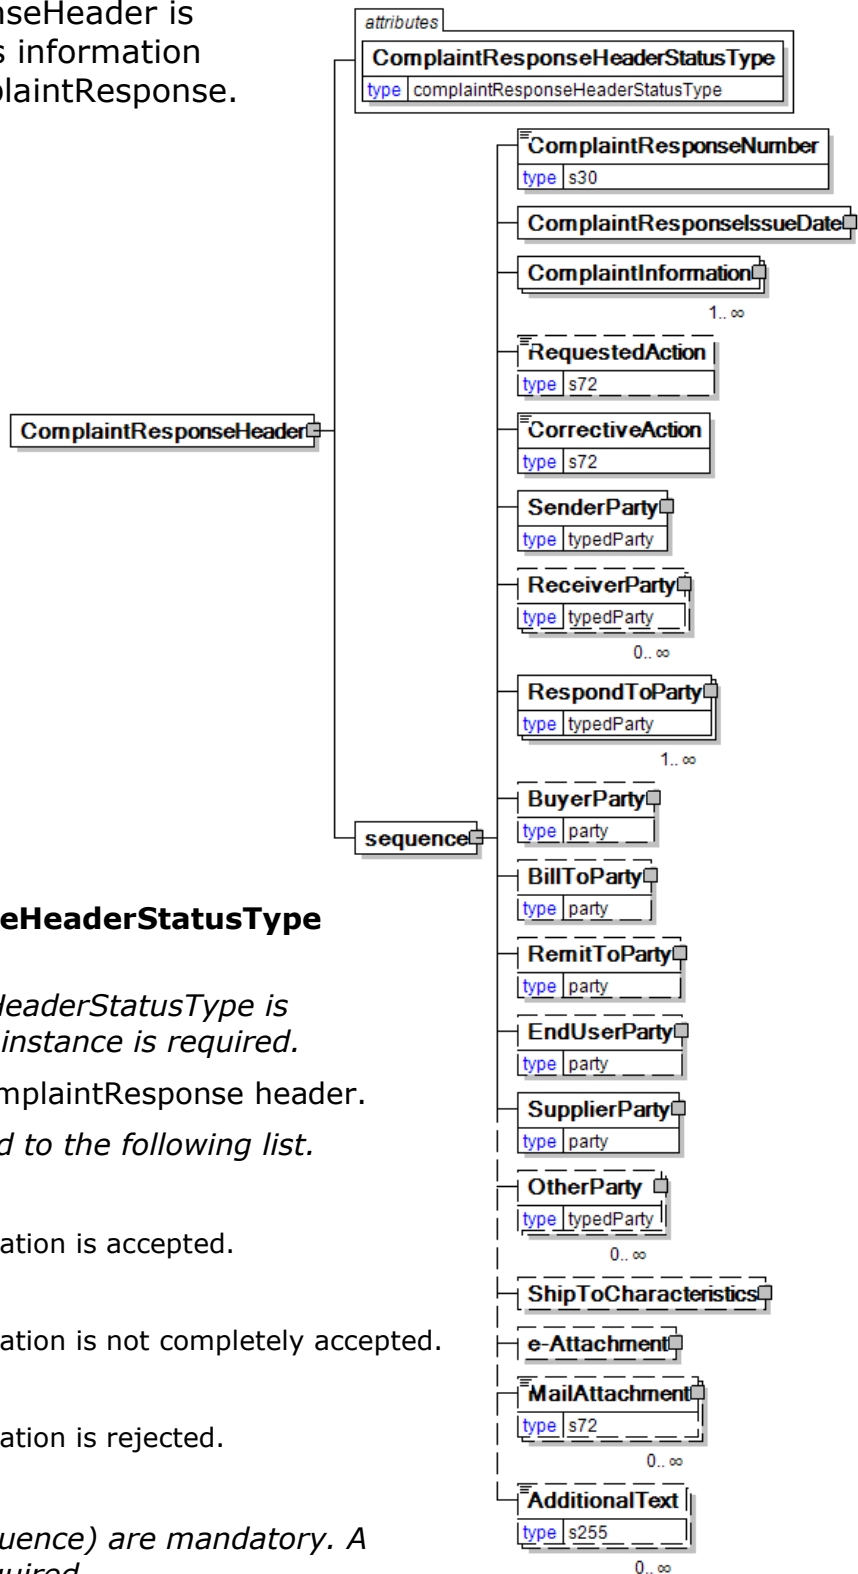 nseHeader is
s information
plaintResponse.
attributes
ComplaintResponseHeaderStatusType
type complaintResponseHeaderStatusType
ComplaintResponseNumber
type s30
ComplaintResponseIssueDate
ComplaintInformation
1.. ∞
RequestedAction
type s72
ComplaintResponseHeader
CorrectiveAction
type s72
SenderParty
type typedParty
ReceiverParty
type typedParty
0.. ∞
RespondToParty
type typedParty
1.. ∞
BuyerParty
type party
sequence
BillToParty
type party
RemitToParty
type party
EndUserParty
type party
SupplierParty
type party
OtherParty
type typedParty
0.. ∞
ShipToCharacteristics
e-Attachment
MailAttachment
type s72
0.. ∞
AdditionalText
type s255
0.. ∞
eHeaderStatusType
HeaderStatusType is
instance is required.
mplaintResponse header.
d to the following list.
ation is accepted.
ation is not completely accepted.
ation is rejected.
uence) are mandatory. A
quired